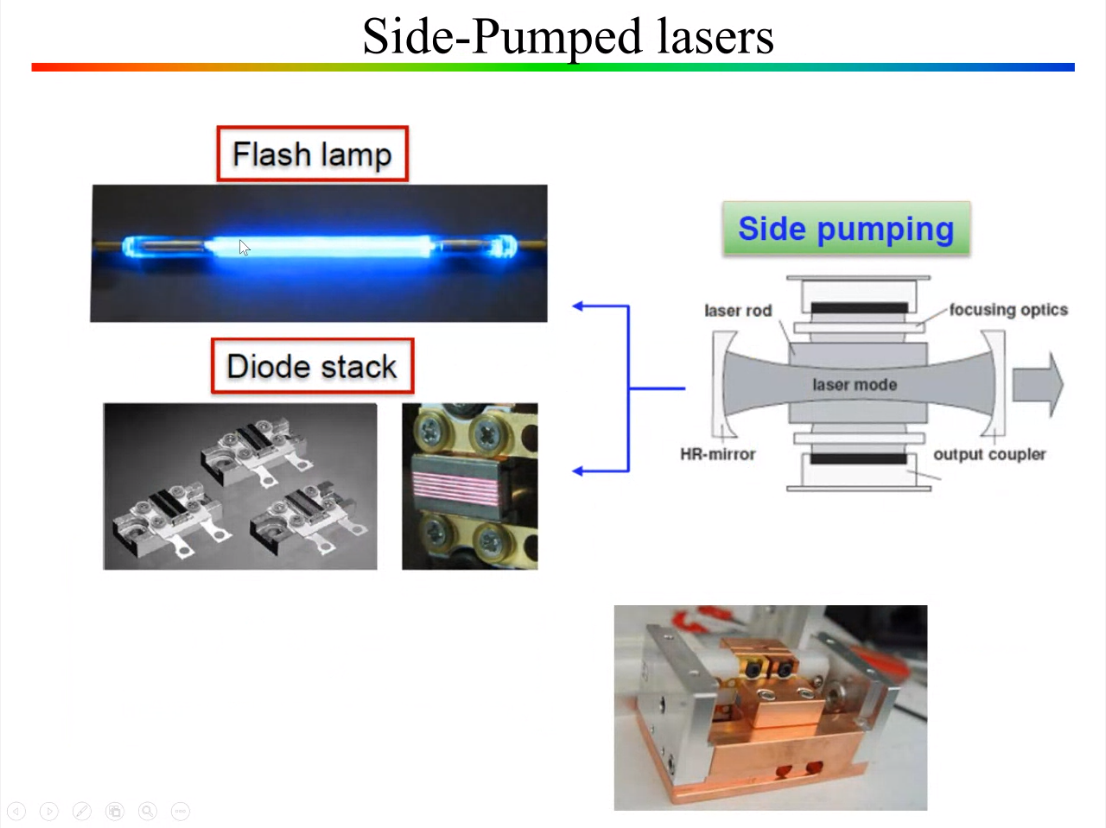 Side-Pumped lasers
Flash lamp
Diode stack
Side pumping
laser rod
focusing optics
laser mode
HR-mirror
output coupler